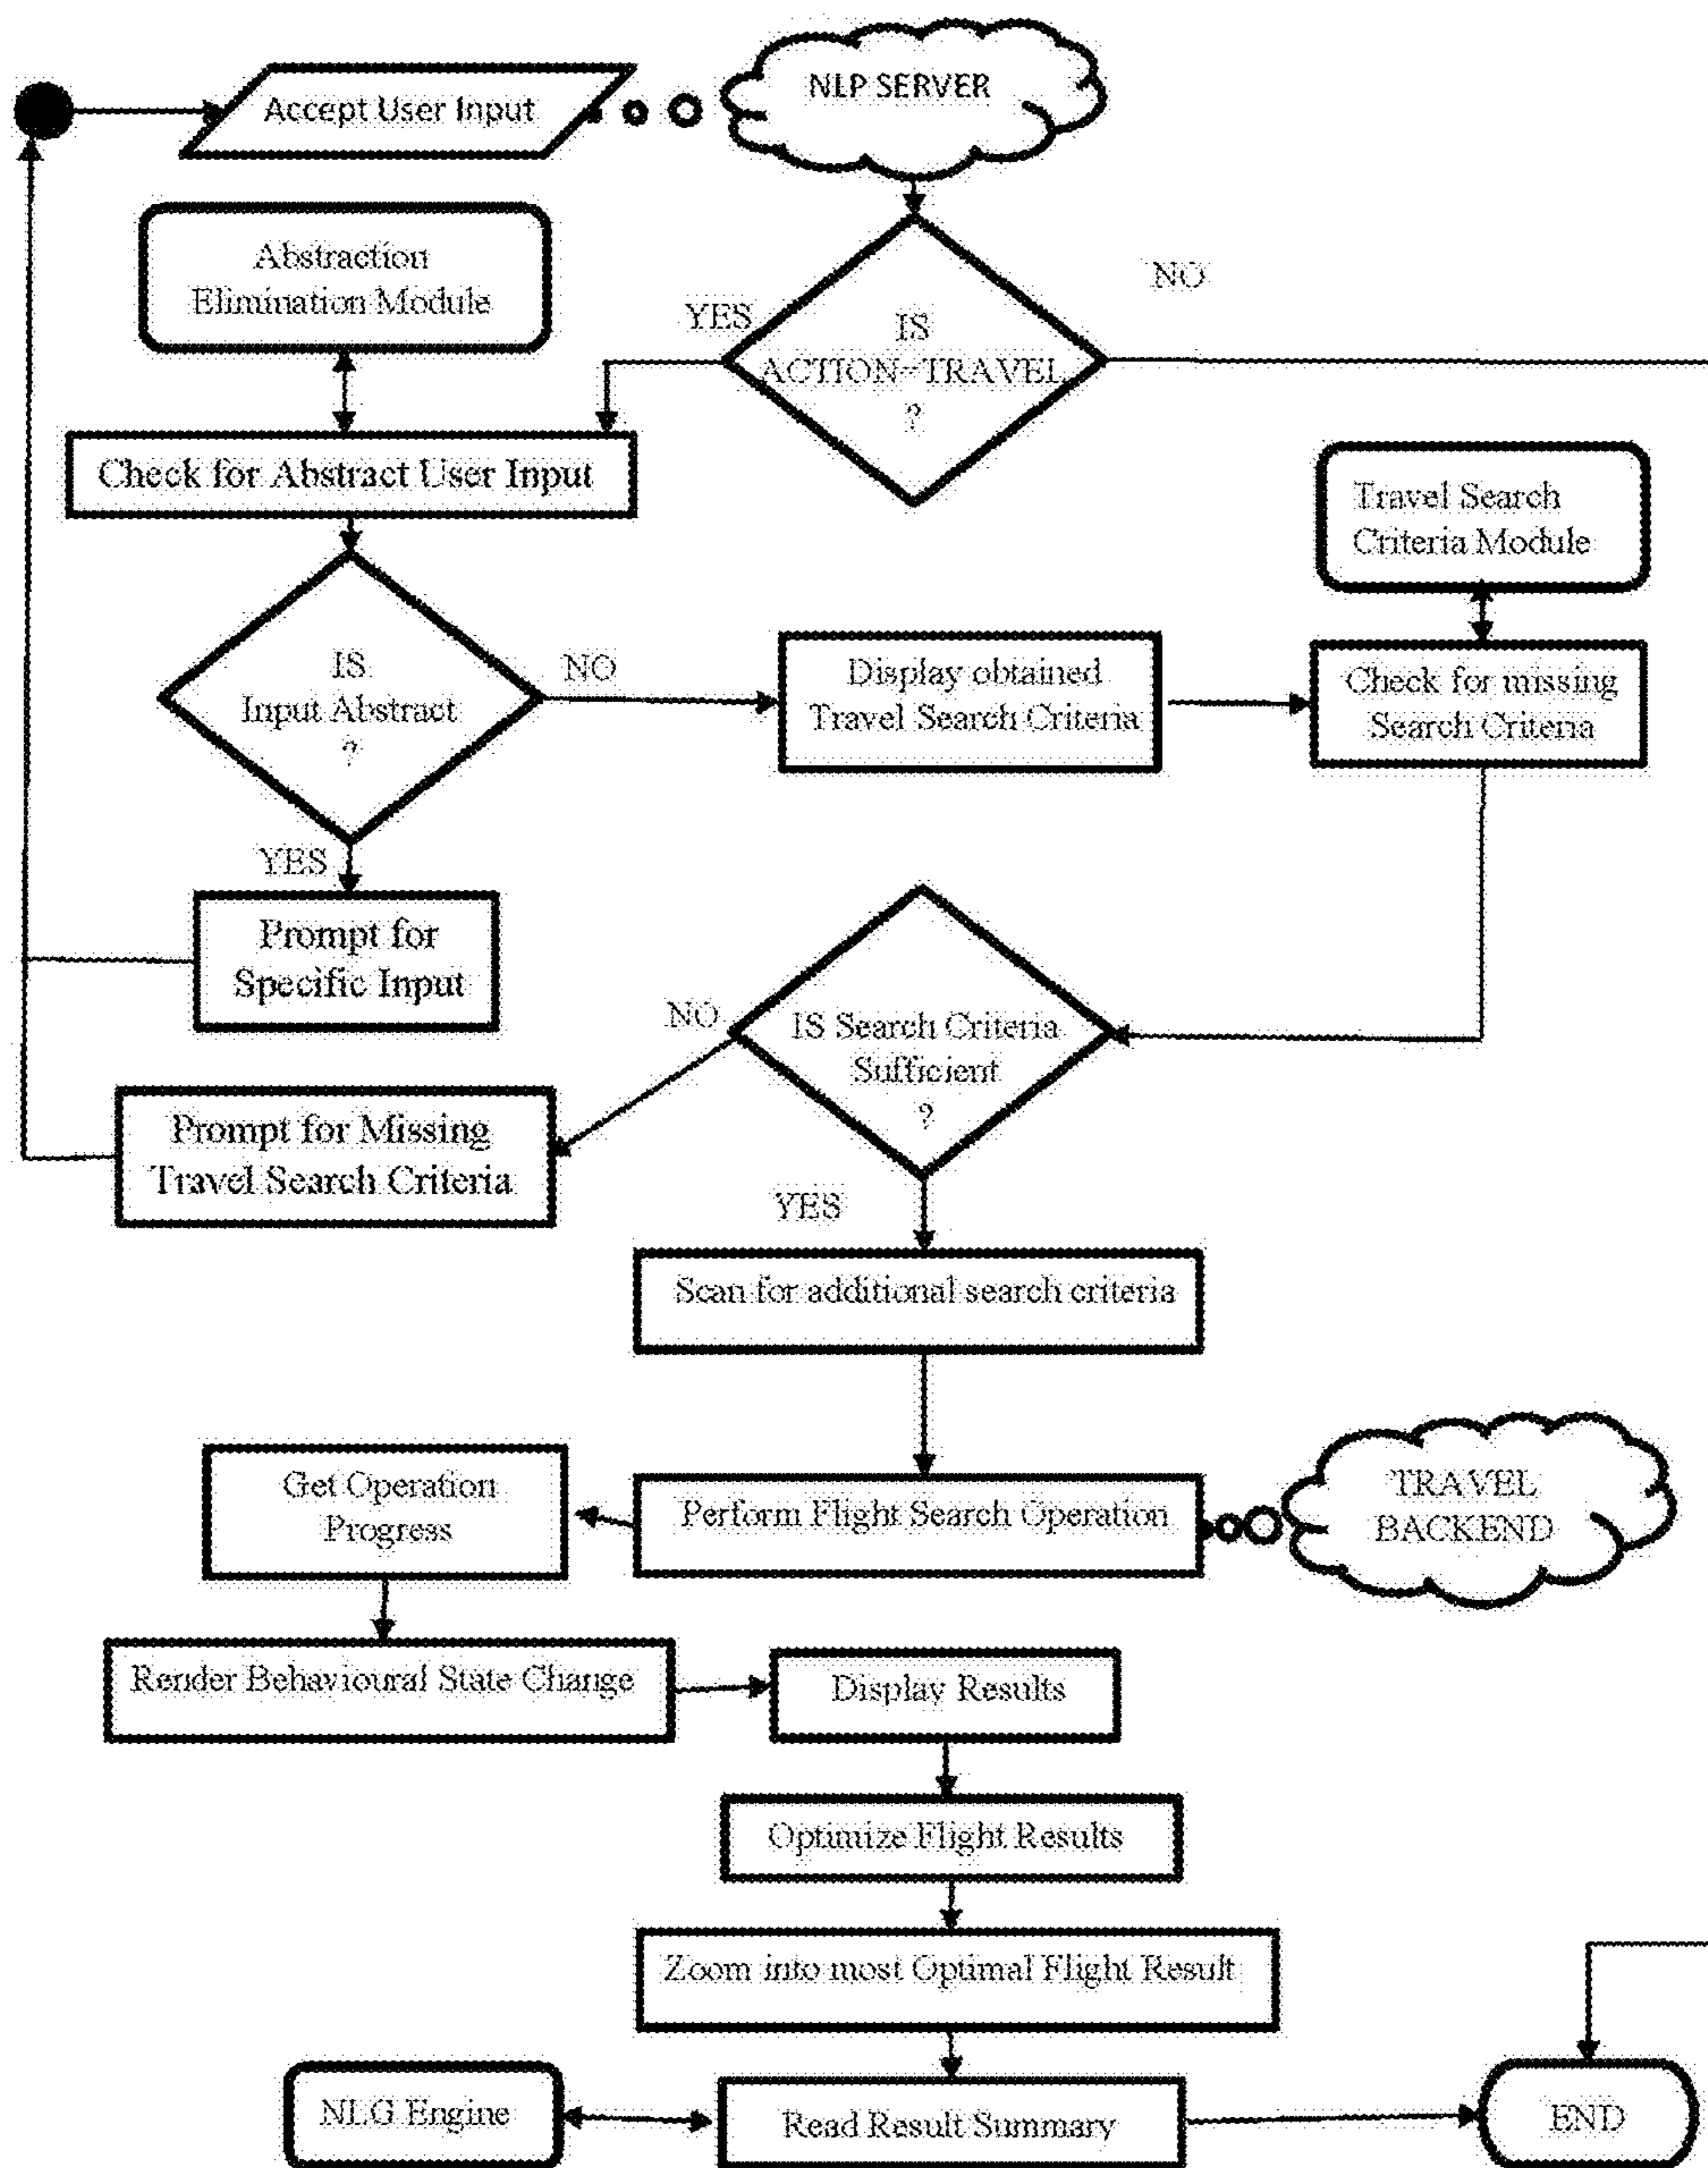 Accept User Input
NLP SERVER
Abstraction
Elimination Module
YES
NO
IS
ACTION=TRAVEL
?
Check for Abstract User Input
Travel Search
Criteria Module
IS
Input Abstract
?
NO
Display obtained
Travel Search Criteria
Check for missing
Search Criteria
YES
Prompt for
Specific Input
NO
IS Search Criteria
Sufficient
?
Prompt for Missing
Travel Search Criteria
YES
Scan for additional search criteria
Get Operation
Progress
Perform Flight Search Operation
TRAVEL
BACKEND
Render Behavioural State Change
Display Results
Optimize Flight Results
Zoom into most Optimal Flight Result
NLG Engine
Read Result Summary
END